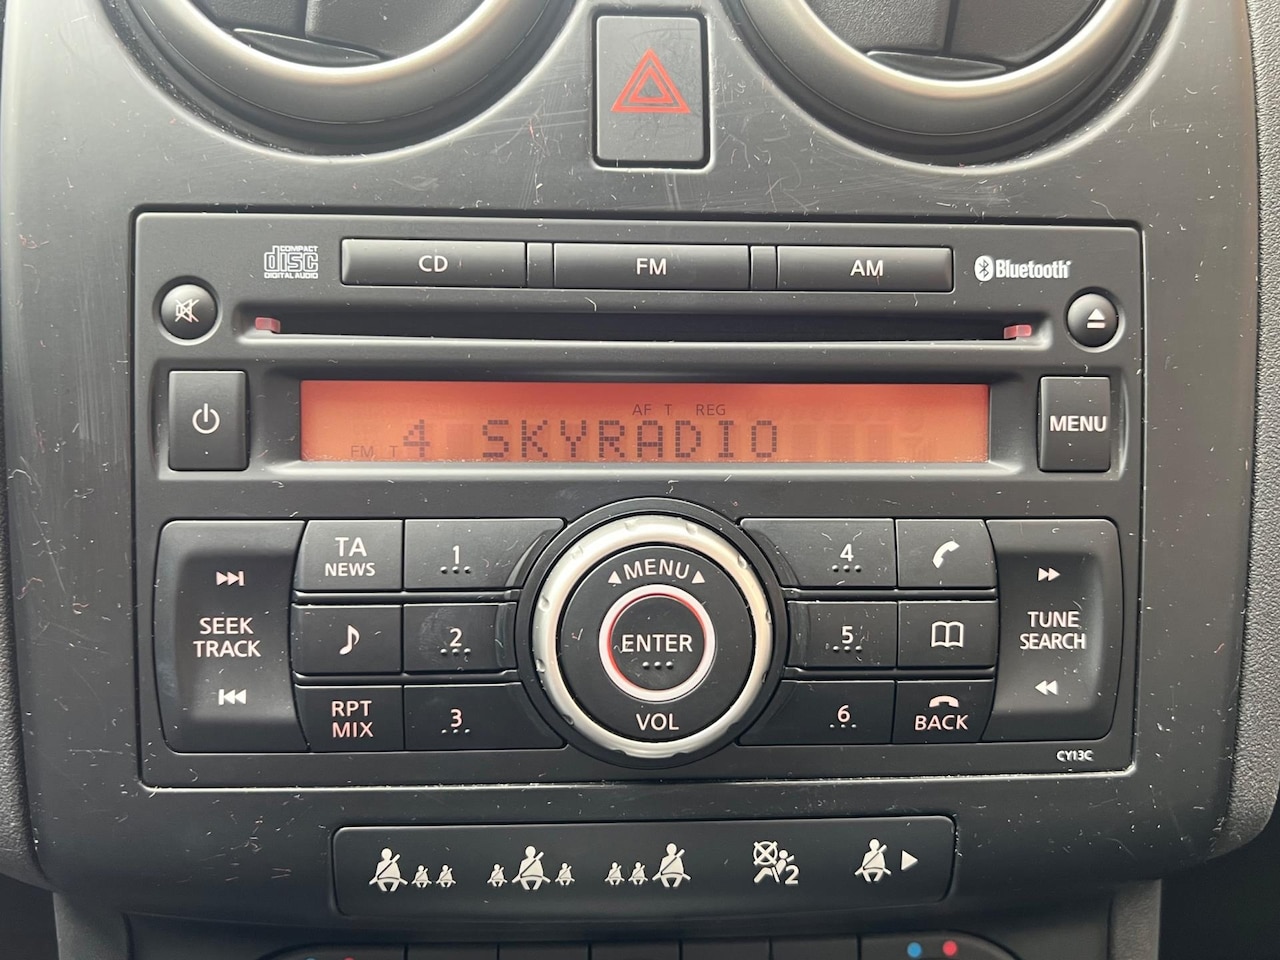 COMPACT
disc
DIGITAL AUDIO
CD
FM
AM
Bluetooth
MENU
AF T REG
FM T 4 SKYRADIO
SEEK
TRACK
TA
NEWS
RPT
MIX
1
2
3
MENU
ENTER
VOL
4
5
6
BACK
TUNE
SEARCH
CY13C
2